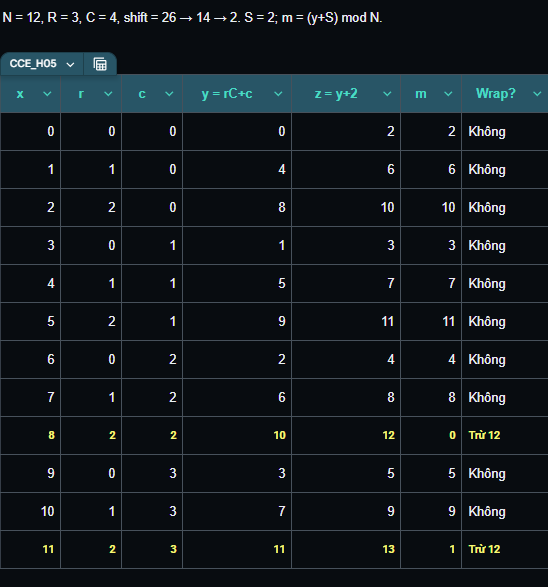 N = 12, R = 3, C = 4, shift = 26 → 14 → 2. S = 2; m = (y+S) mod N.
CCE_H05
x r c y = rC+c z = y+2 m Wrap?
0 0 0 0 2 2 Không
1 1 0 4 6 6 Không
2 2 0 8 10 10 Không
3 0 1 1 3 3 Không
4 1 1 5 7 7 Không
5 2 1 9 11 11 Không
6 0 2 2 4 4 Không
7 1 2 6 8 8 Không
8 2 2 10 12 0 Trừ 12
9 0 3 3 5 5 Không
10 1 3 7 9 9 Không
11 2 3 11 13 1 Trừ 12